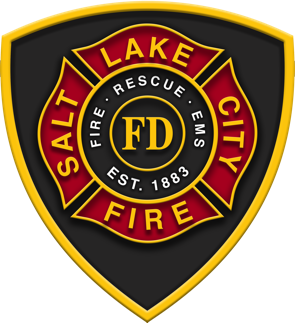 LAKE
SALT
CITY
FIRE
FIRE · RESCUE · EMS
FD
EST. 1883